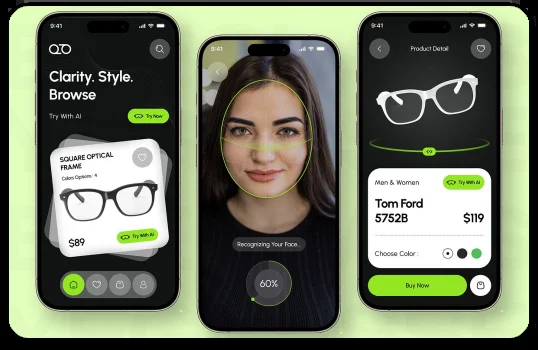 9:41
Clarity. Style.
Browse
Try With AI
Try Now
SQUARE OPTICAL
FRAME
Colors Options : 4
$89
Try With AI
9:41
Recognizing Your Face...
60%
9:41
Product Detail
Men & Women
Try With AI
Tom Ford
5752B
$119
Choose Color :
Buy Now